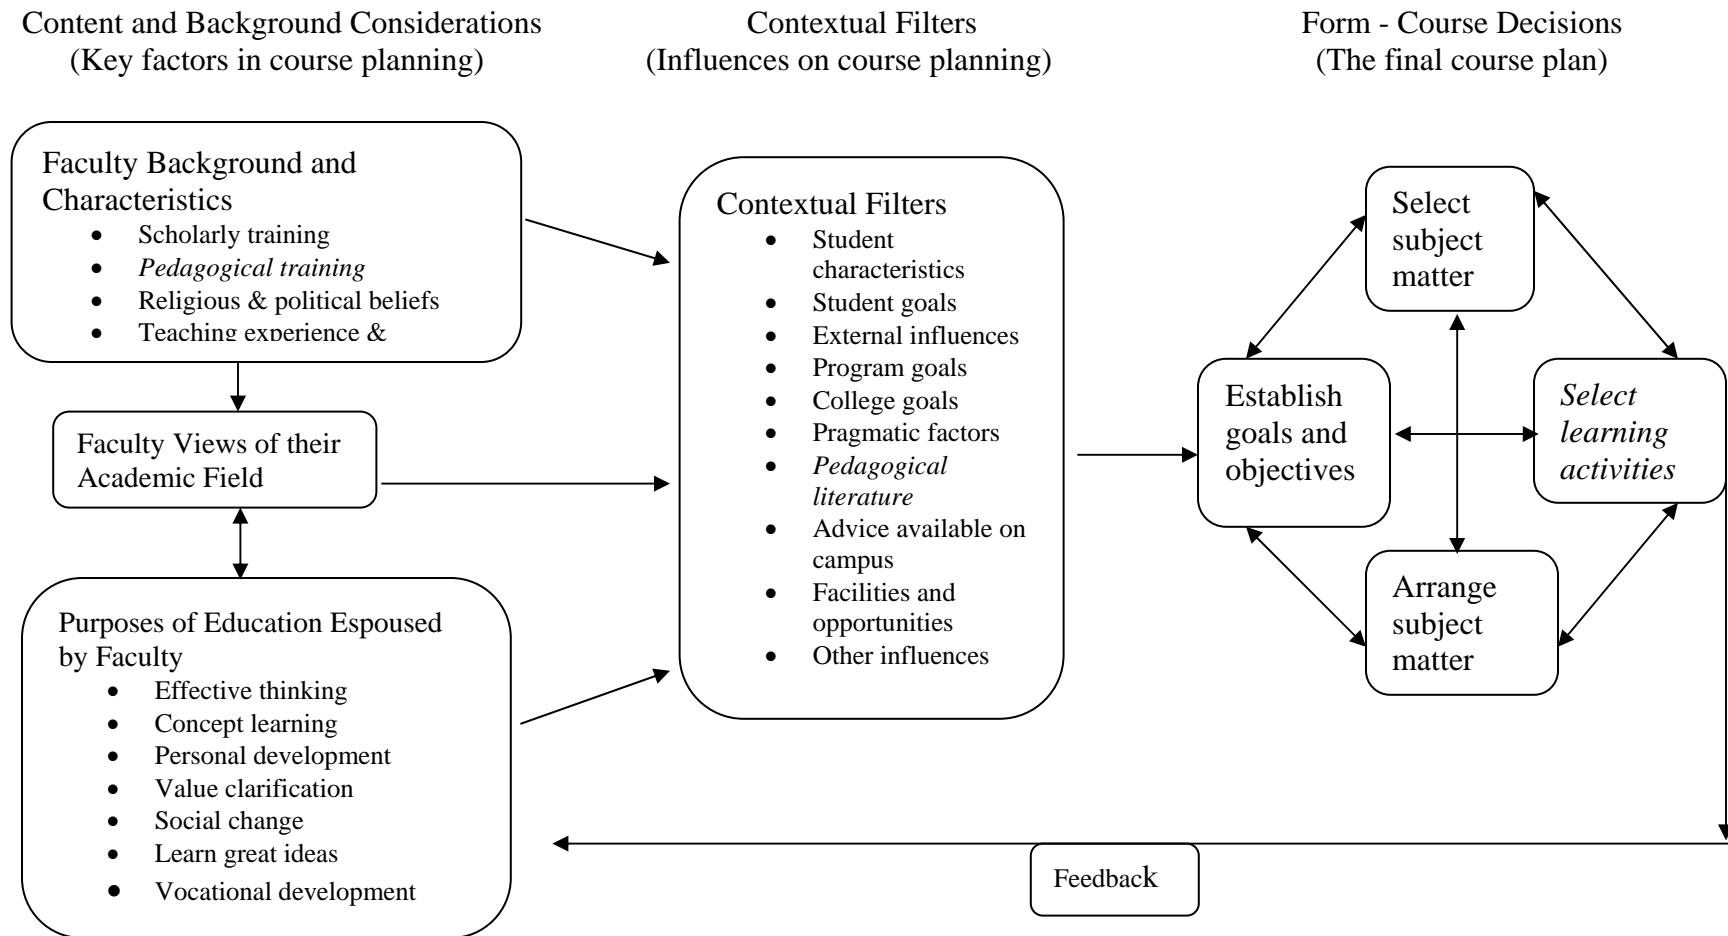 Content and Background Considerations
(Key factors in course planning)
Contextual Filters
(Influences on course planning)
Form - Course Decisions
(The final course plan)
Faculty Background and
Characteristics
• Scholarly training
• Pedagogical training
• Religious & political beliefs
• Teaching experience &
Faculty Views of their
Academic Field
Purposes of Education Espoused
by Faculty
• Effective thinking
• Concept learning
• Personal development
• Value clarification
• Social change
• Learn great ideas
• Vocational development
Contextual Filters
• Student
characteristics
• Student goals
• External influences
• Program goals
• College goals
• Pragmatic factors
• Pedagogical
literature
• Advice available on
campus
• Facilities and
opportunities
• Other influences
Select
subject
matter
Establish
goals and
objectives
Select
learning
activities
Arrange
subject
matter
Feedback